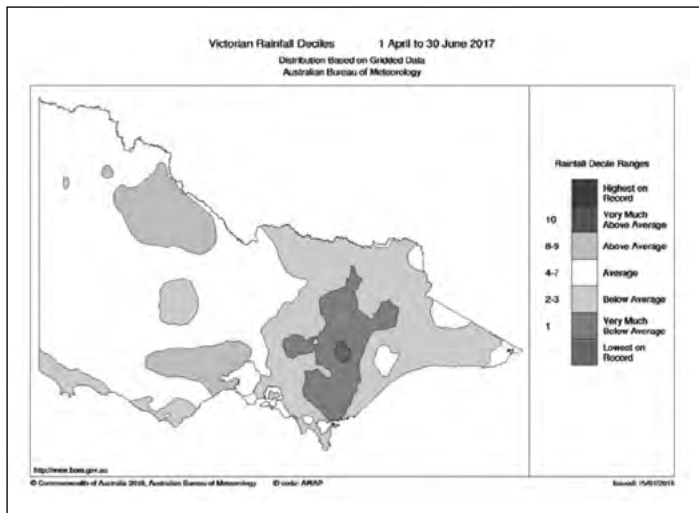 Victorian Rainfall Deciles 1 April to 30 June 2017
Distribution Based on Gridded Data
Australian Bureau of Meteorology
Rainfall Decile Ranges
Highest on
Record
10 Very Much
Above Average
8-9 Above Average
4-7 Average
2-3 Below Average
1 Very Much
Below Average
Lowest on
Record
http://www.bom.gov.au
© Commonwealth of Australia 2018, Australian Bureau of Meteorology ID code: AWAP
Issued: